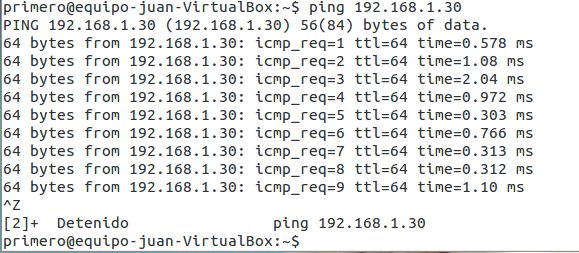 primero@equipo-juan-VirtualBox:~$ ping 192.168.1.30
PING 192.168.1.30 (192.168.1.30) 56(84) bytes of data.
64 bytes from 192.168.1.30: icmp_req=1 ttl=64 time=0.578 ms
64 bytes from 192.168.1.30: icmp_req=2 ttl=64 time=1.08 ms
64 bytes from 192.168.1.30: icmp_req=3 ttl=64 time=2.04 ms
64 bytes from 192.168.1.30: icmp_req=4 ttl=64 time=0.972 ms
64 bytes from 192.168.1.30: icmp_req=5 ttl=64 time=0.303 ms
64 bytes from 192.168.1.30: icmp_req=6 ttl=64 time=0.766 ms
64 bytes from 192.168.1.30: icmp_req=7 ttl=64 time=0.313 ms
64 bytes from 192.168.1.30: icmp_req=8 ttl=64 time=0.312 ms
64 bytes from 192.168.1.30: icmp_req=9 ttl=64 time=1.10 ms
^Z
[2]+  Detenido                ping 192.168.1.30
primero@equipo-juan-VirtualBox:~$